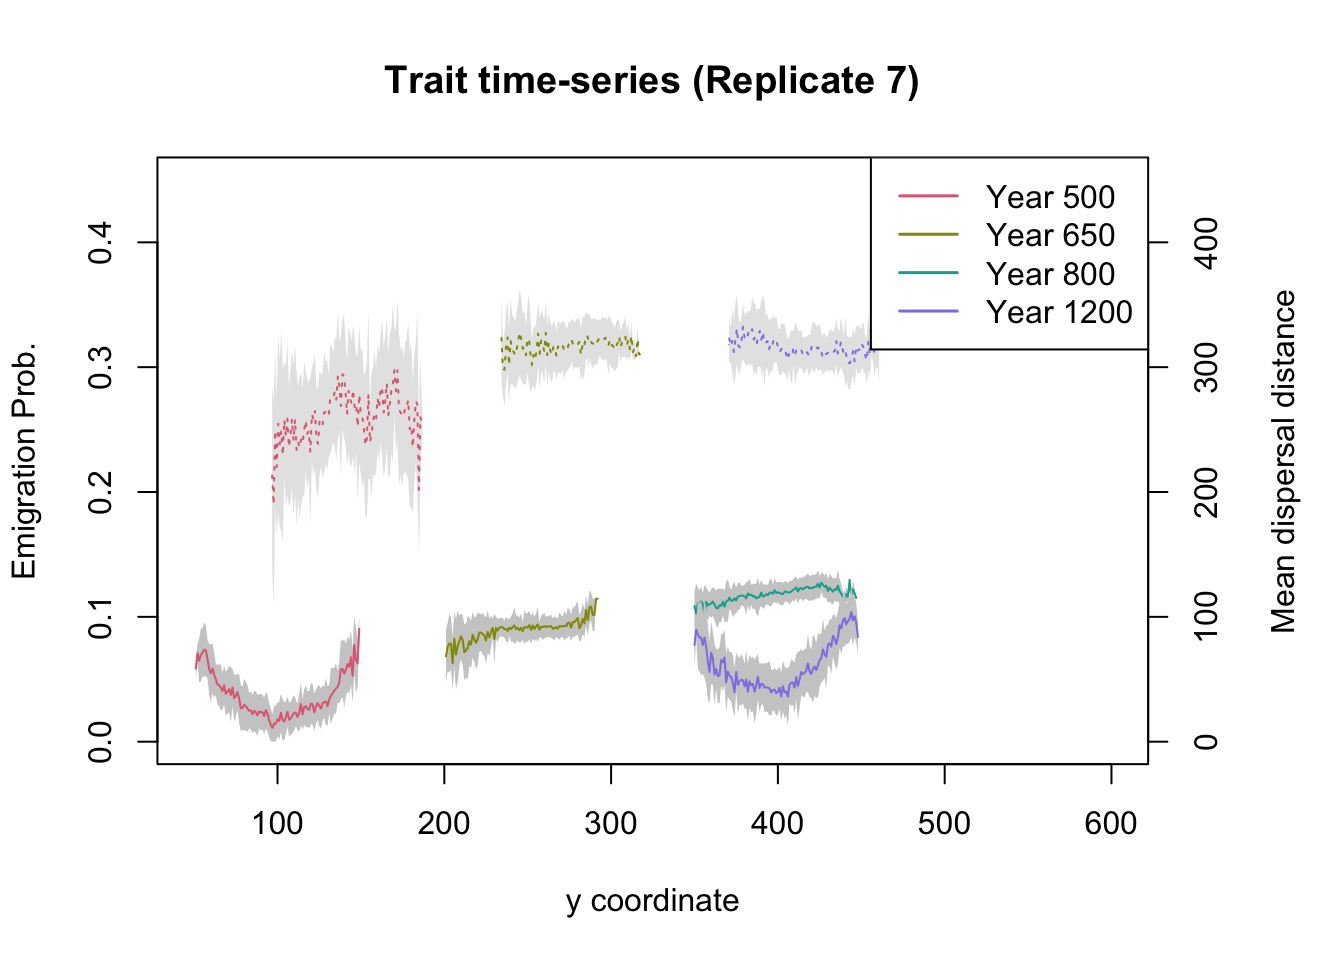 Trait time-series (Replicate 7)
Year 500
Year 650
Year 800
Year 1200
Emigration Prob.
0.0
0.1
0.2
0.3
0.4
Mean dispersal distance
0
100
200
300
400
100 200 300 400 500 600
y coordinate